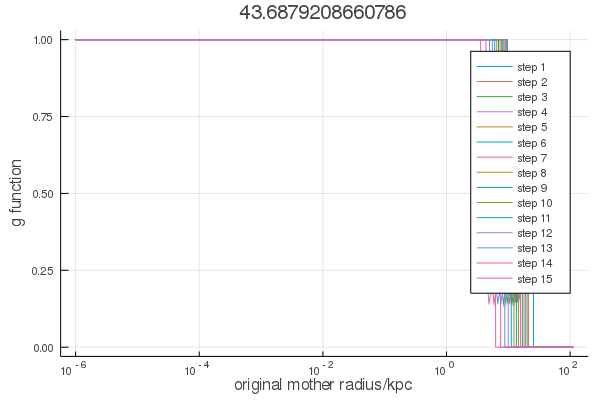 43.6879208660786
g function
1.00
0.75
0.50
0.25
0.00
step 1
step 2
step 3
step 4
step 5
step 6
step 7
step 8
step 9
step 10
step 11
step 12
step 13
step 14
step 15
10^-6
10^-4
10^-2
10^0
10^2
original mother radius/kpc